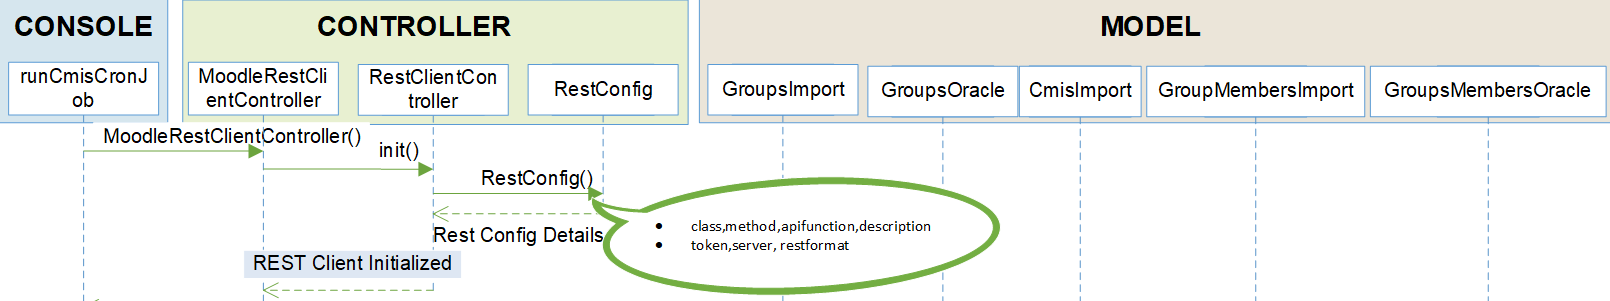 CONSOLE
CONTROLLER
MODEL
runCmisCronJ
ob
MoodleRestCli
entController
RestClientCon
troller
RestConfig
GroupsImport
GroupsOracle
CmisImport
GroupMembersImport
GroupsMembersOracle
MoodleRestClientController()
init()
RestConfig()
• class,method,apifunction,description
• token,server, restformat
Rest Config Details
REST Client Initialized